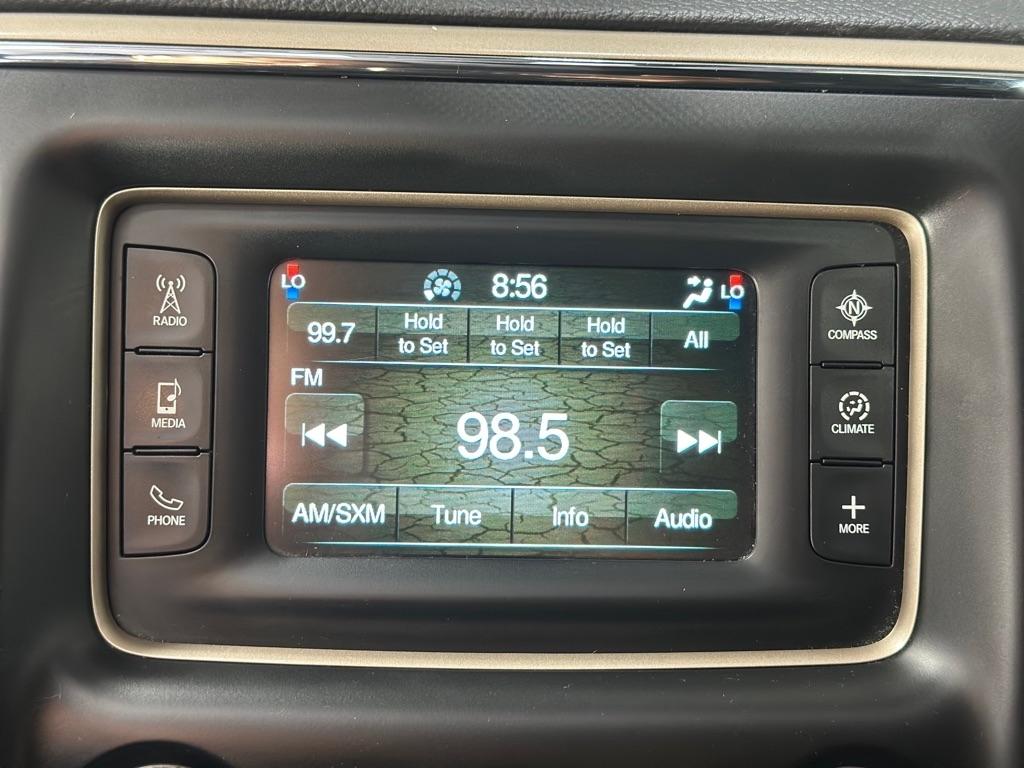 LO 8:56 LO
99.7 Hold to Set Hold to Set Hold to Set All
FM
98.5
AM/SXM Tune Info Audio
RADIO
MEDIA
PHONE
N
COMPASS
CLIMATE
MORE